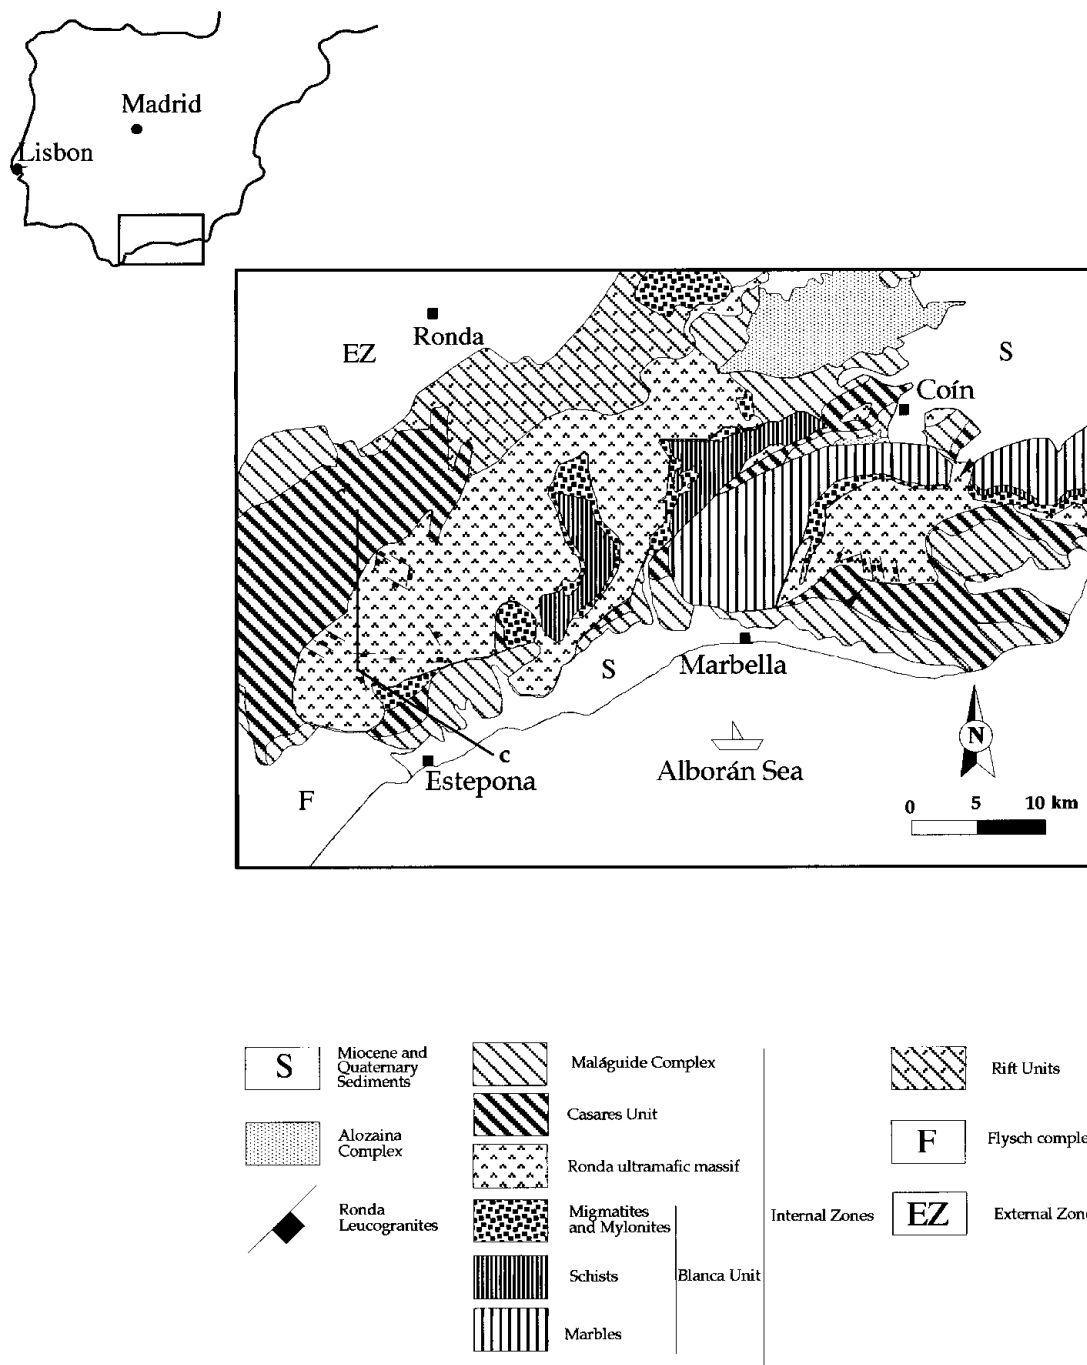 Madrid
Lisbon
Ronda
EZ
S
Coín
S
Marbella
N
c
Estepona
Alborán Sea
F
0 5 10 km
S
Miocene and
Quaternary
Sediments
Maláguide Complex
Rift Units
Casares Unit
Alozaina
Complex
F
Flysch comple
Ronda ultramafic massif
Ronda
Leucogranites
Migmatites
and Mylonites
Internal Zones
EZ
External Zon
Schists
Blanca Unit
Marbles